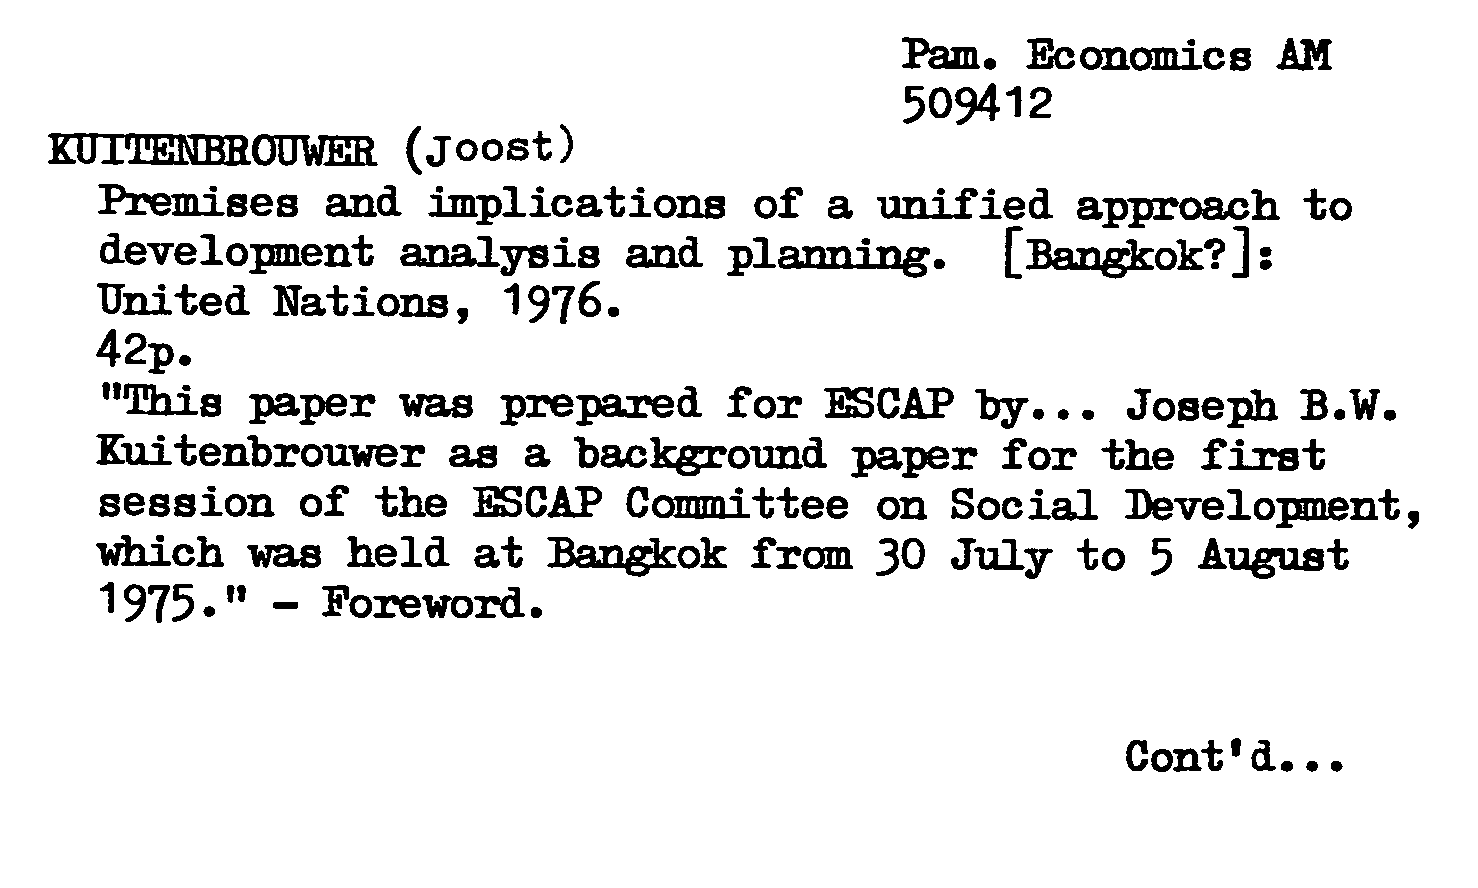 Pam. Economics AM
509412
KUITENBROUWER (Joost)
Premises and implications of a unified approach to
development analysis and planning. [Bangkok?]:
United Nations, 1976.
42p.
"This paper was prepared for ESCAP by... Joseph B.W.
Kuitenbrouwer as a background paper for the first
session of the ESCAP Committee on Social Development,
which was held at Bangkok from 30 July to 5 August
1975." - Foreword.
Cont'd...